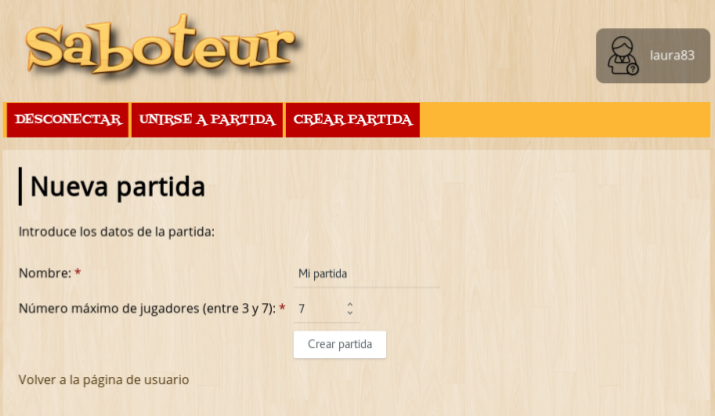 Saboteur
laura83
DESCONECTAR UNIRSE A PARTIDA CREAR PARTIDA
Nueva partida
Introduce los datos de la partida:
Nombre: * Mi partida
Número máximo de jugadores (entre 3 y 7): * 7
Crear partida
Volver a la página de usuario